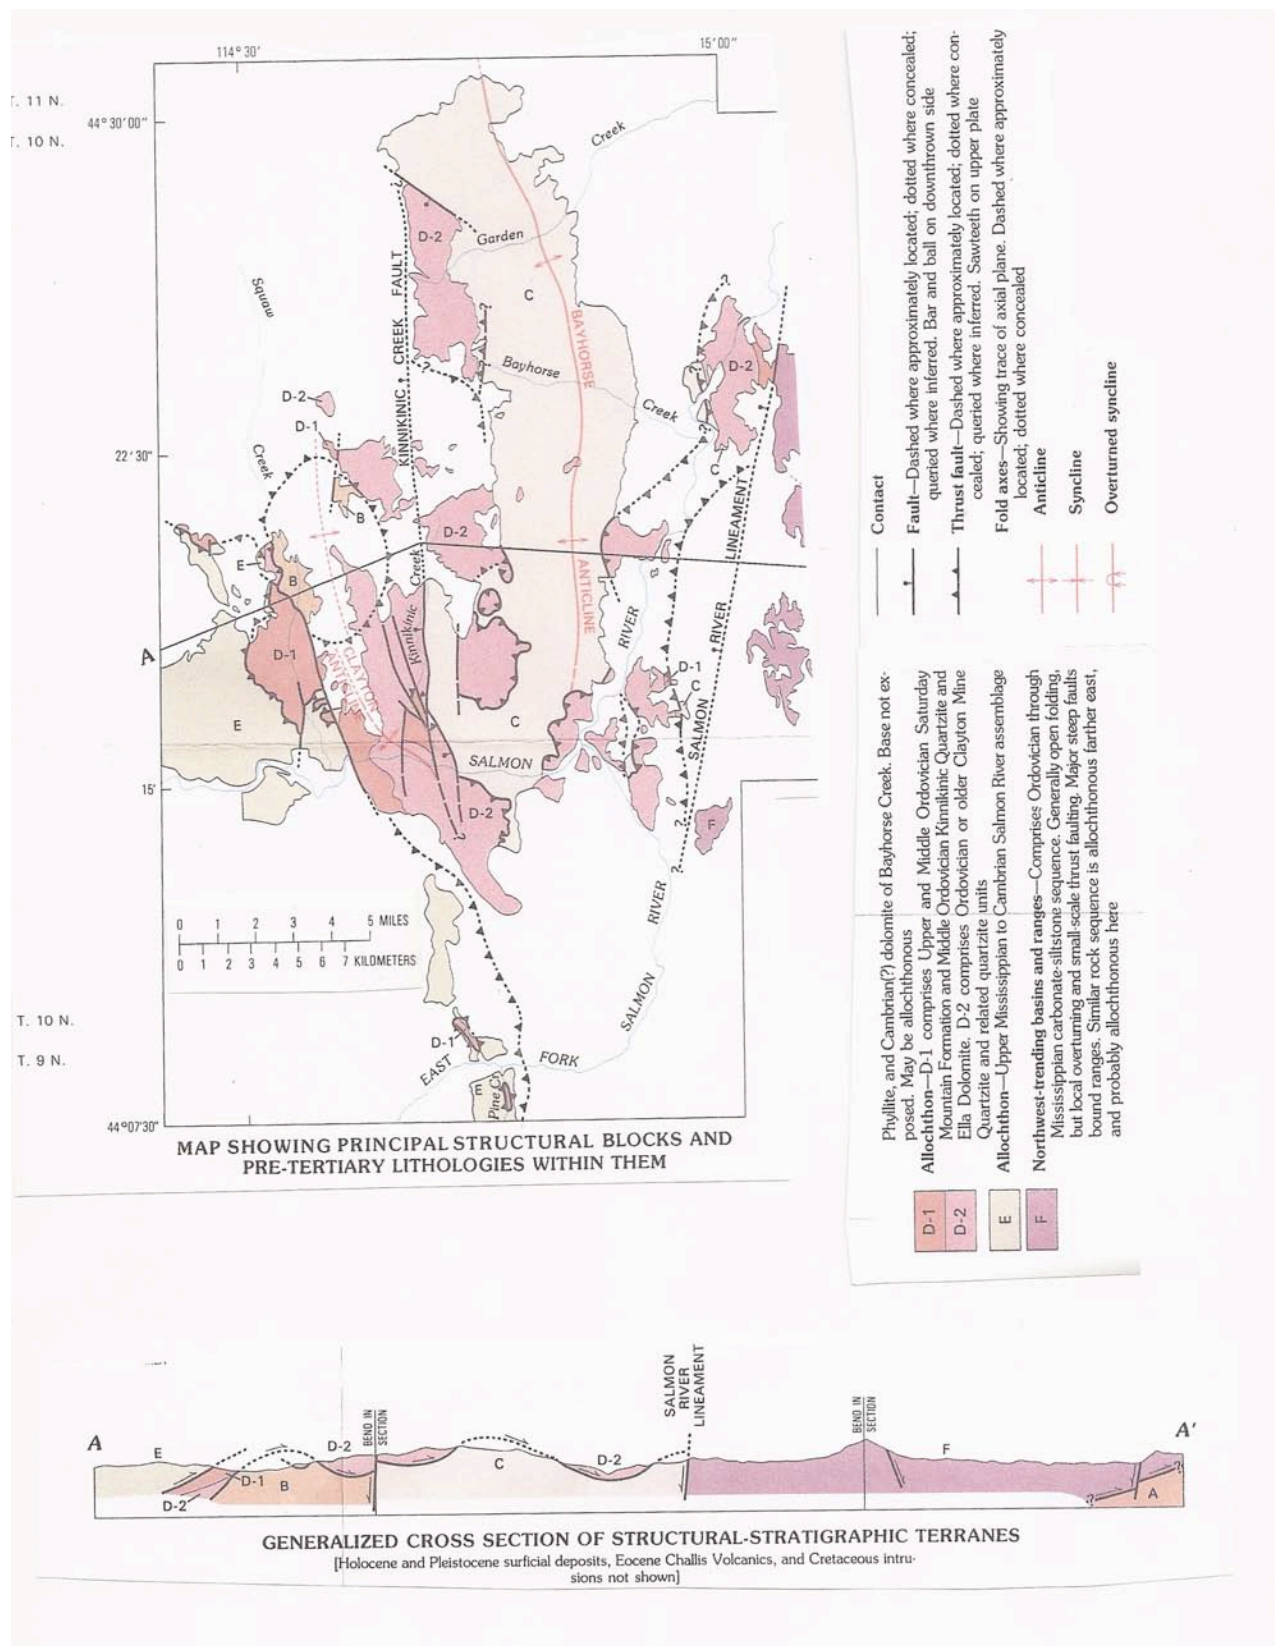 114° 30'
15'00"
T. 11 N.
44° 30'00"
T. 10 N.
Creek
D-2
Garden
Squaw
KINNIKINIC CREEK FAULT
C
BAYHORSE
Bayhorse
Creek
D-2
D-2
D-1
22'30"
Creek
C
B
D-2
LINEAMENT
E
B
Creek
ANTICLINE
Kinnikinic
RIVER
RIVER
A
D-1
CLAYTON
D-1
C
E
C
SALMON
SALMON
15'
D-2
F
0 1 2 3 4 5 MILES
0 1 2 3 4 5 6 7 KILOMETERS
RIVER
SALMON
T. 10 N.
D-1
T. 9 N.
EAST
FORK
E
Pine Cr
44°07'30"
MAP SHOWING PRINCIPAL STRUCTURAL BLOCKS AND
PRE-TERTIARY LITHOLOGIES WITHIN THEM
Contact
Fault—Dashed where approximately located; dotted where concealed;
queried where inferred. Bar and ball on downthrown side
Thrust fault—Dashed where approximately located; dotted where con-
cealed; queried where inferred. Sawteeth on upper plate
Fold axes—Showing trace of axial plane. Dashed where approximately
located; dotted where concealed
Anticline
Syncline
Overturned syncline
Phyllite, and Cambrian(?) dolomite of Bayhorse Creek. Base not ex-
posed. May be allochthonous
D-1
D-2
Allochthon—D-1 comprises Upper and Middle Ordovician Saturday
Mountain Formation and Middle Ordovician Kinnikinic Quartzite and
Ella Dolomite. D-2 comprises Ordovician or older Clayton Mine
Quartzite and related quartzite units
E
Allochthon—Upper Mississippian to Cambrian Salmon River assemblage
F
Northwest-trending basins and ranges—Comprises Ordovician through
Mississippian carbonate-siltstone sequence. Generally open folding,
but local overturning and small-scale thrust faulting. Major steep faults
bound ranges. Similar rock sequence is allochthonous farther east,
and probably allochthonous here
SALMON
RIVER
LINEAMENT
BEND IN
SECTION
BEND IN
SECTION
A
A'
E
D-2
D-2
F
C
D-1
B
D-2
A
GENERALIZED CROSS SECTION OF STRUCTURAL-STRATIGRAPHIC TERRANES
[Holocene and Pleistocene surficial deposits, Eocene Challis Volcanics, and Cretaceous intru-
sions not shown]